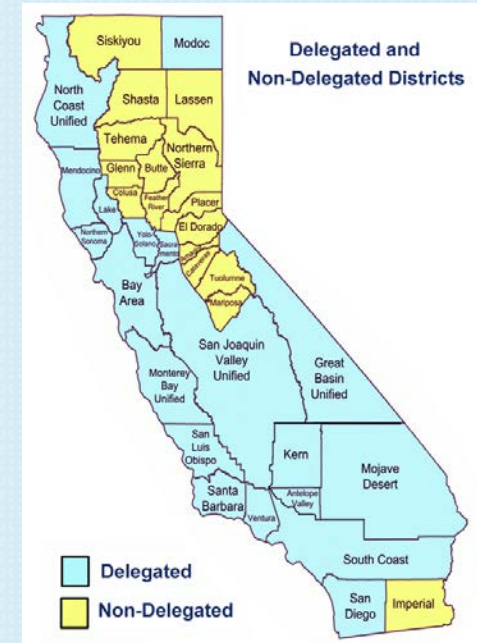 Delegated and
Non-Delegated Districts
Siskiyou
Modoc
North
Coast
Unified
Shasta
Lassen
Tehema
Northern
Sierra
Mendocino
Glenn
Butte
Colusa
Feather
River
Placer
Lake
El Dorado
Northern
Sonoma
Yolo
Solano
Sacra
mento
Amador
Calaveras
Tuolumne
Mariposa
Bay
Area
San Joaquin
Valley
Unified
Great
Basin
Unified
Monterey
Bay
Unified
San
Luis
Obispo
Kern
Mojave
Desert
Santa
Barbara
Ventura
Antelope
Valley
South Coast
San
Diego
Imperial
Delegated
Non-Delegated